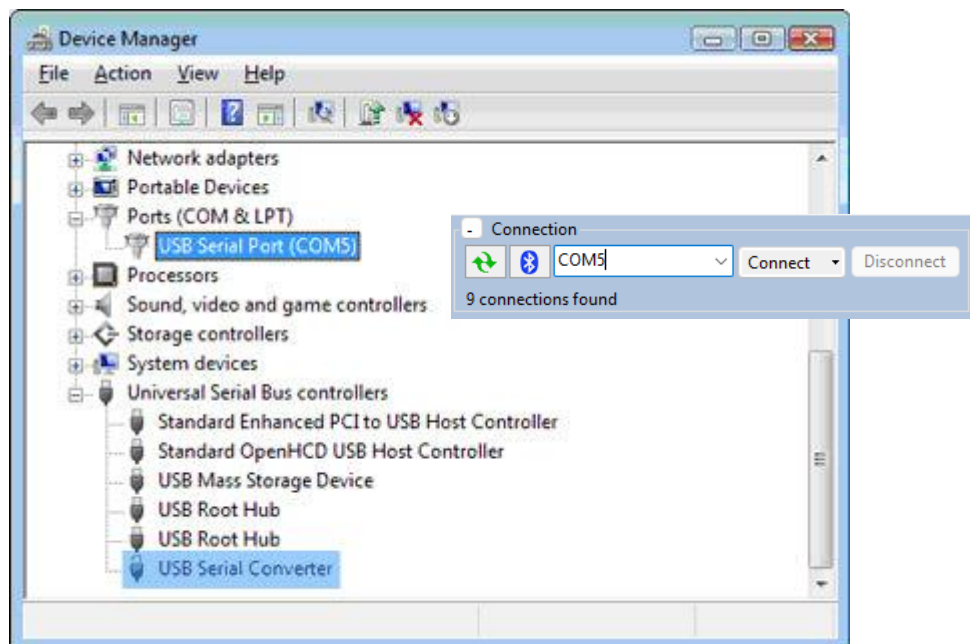 Device Manager
File Action View Help
Network adapters
Portable Devices
Ports (COM & LPT)
USB Serial Port (COM5)
Processors
Sound, video and game controllers
Storage controllers
System devices
Universal Serial Bus controllers
Standard Enhanced PCI to USB Host Controller
Standard OpenHCD USB Host Controller
USB Mass Storage Device
USB Root Hub
USB Root Hub
USB Serial Converter
- Connection
COM5 Connect Disconnect
9 connections found